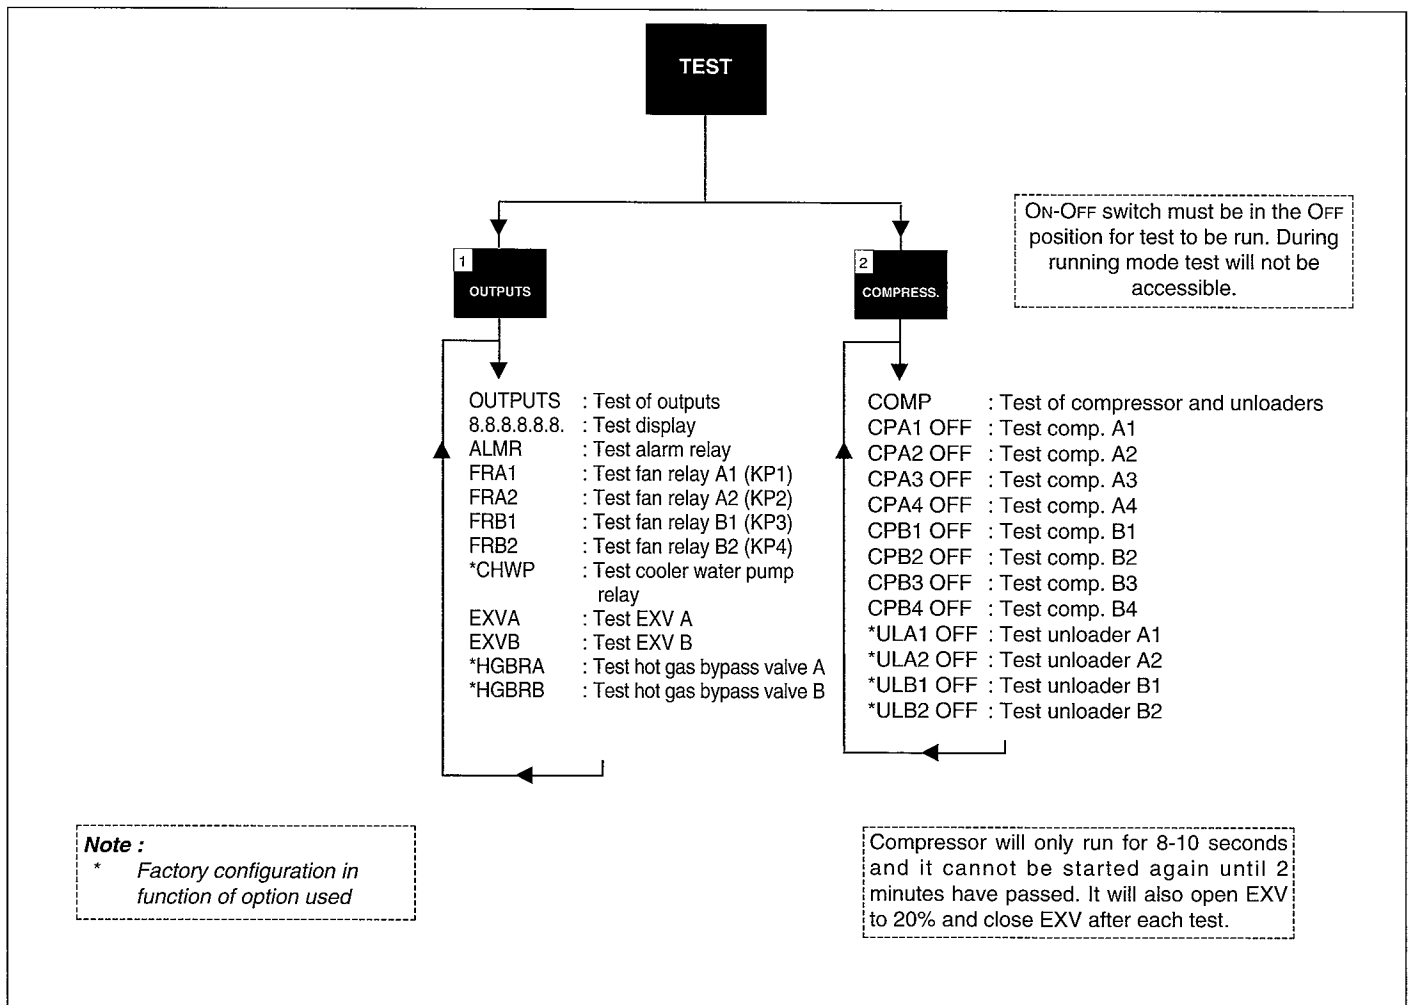 TEST
1
OUTPUTS
2
COMPRESS.
ON-OFF switch must be in the OFF
position for test to be run. During
running mode test will not be
accessible.
OUTPUTS : Test of outputs
8.8.8.8.8.8. : Test display
ALMR : Test alarm relay
FRA1 : Test fan relay A1 (KP1)
FRA2 : Test fan relay A2 (KP2)
FRB1 : Test fan relay B1 (KP3)
FRB2 : Test fan relay B2 (KP4)
*CHWP : Test cooler water pump
relay
EXVA : Test EXV A
EXVB : Test EXV B
*HGBRA : Test hot gas bypass valve A
*HGBRB : Test hot gas bypass valve B
COMP : Test of compressor and unloaders
CPA1 OFF : Test comp. A1
CPA2 OFF : Test comp. A2
CPA3 OFF : Test comp. A3
CPA4 OFF : Test comp. A4
CPB1 OFF : Test comp. B1
CPB2 OFF : Test comp. B2
CPB3 OFF : Test comp. B3
CPB4 OFF : Test comp. B4
*ULA1 OFF : Test unloader A1
*ULA2 OFF : Test unloader A2
*ULB1 OFF : Test unloader B1
*ULB2 OFF : Test unloader B2
Note :
* Factory configuration in
function of option used
Compressor will only run for 8-10 seconds
and it cannot be started again until 2
minutes have passed. It will also open EXV
to 20% and close EXV after each test.